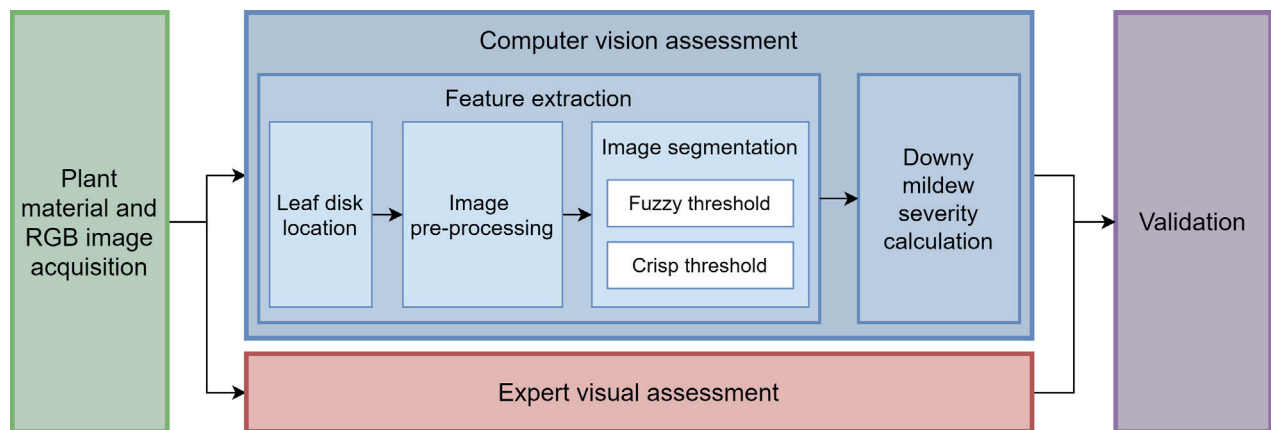 Plant
material and
RGB image
acquisition
Computer vision assessment
Feature extraction
Leaf disk
location
Image
pre-processing
Image segmentation
Fuzzy threshold
Crisp threshold
Downy
mildew
severity
calculation
Expert visual assessment
Validation